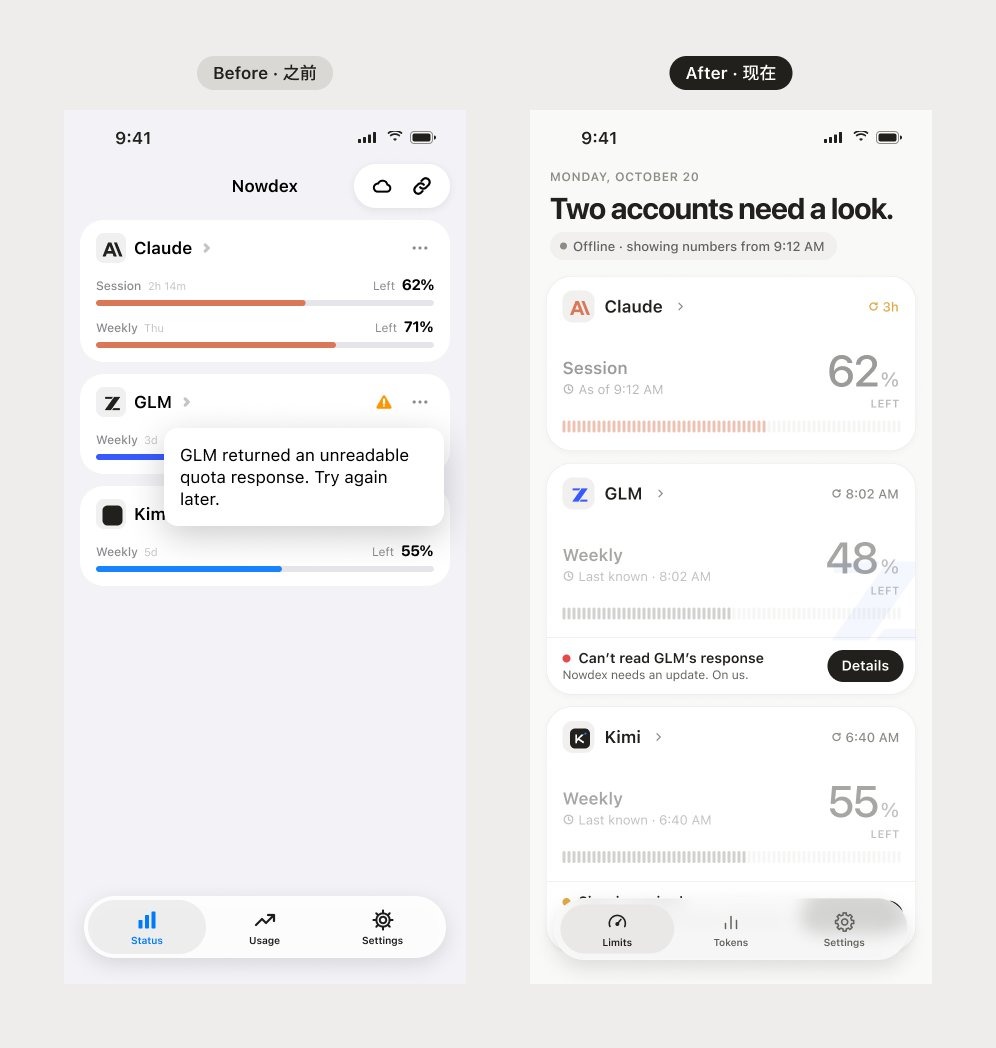 Before · 之前
9:41
Nowdex
Claude
Session 2h 14m Left 62%
Weekly Thu Left 71%
GLM
Weekly 3d
GLM returned an unreadable
quota response. Try again
later.
Kim
Weekly 5d Left 55%
Status Usage Settings
After · 现在
9:41
MONDAY, OCTOBER 20
Two accounts need a look.
Offline · showing numbers from 9:12 AM
Claude 3h
Session 62%
As of 9:12 AM
LEFT
GLM 8:02 AM
Weekly 48%
Last known · 8:02 AM
LEFT
Can’t read GLM’s response
Nowdex needs an update. On us.
Details
Kimi 6:40 AM
Weekly 55%
Last known · 6:40 AM
LEFT
Limits Tokens Settings